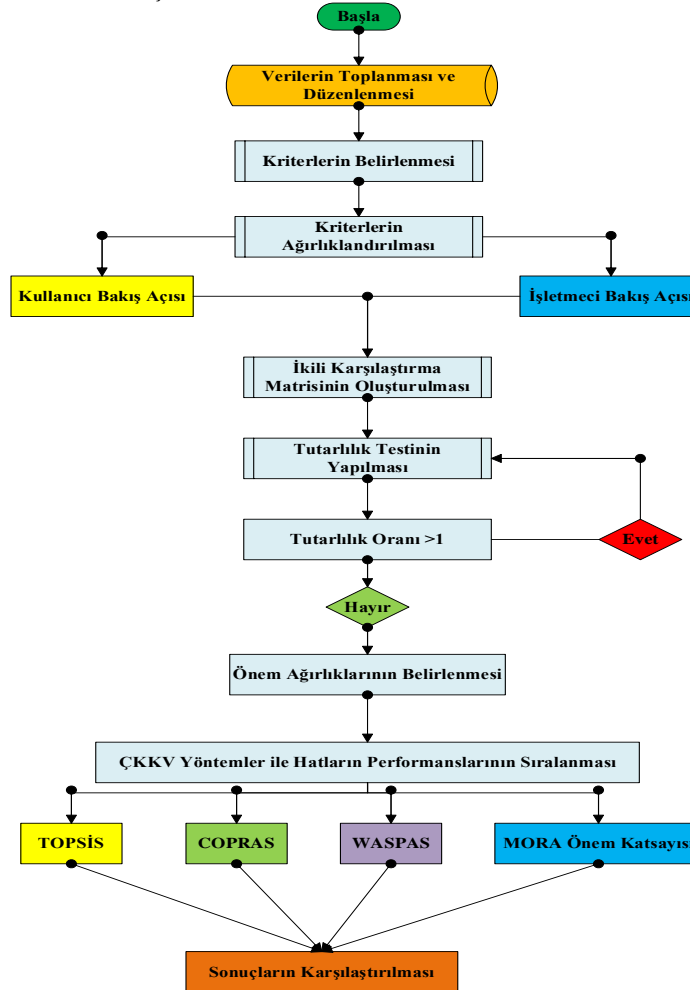 Başla
Verilerin Toplanması ve
Düzenlenmesi
Kriterlerin Belirlenmesi
Kriterlerin
Ağırlıklandırılması
Kullanıcı Bakış Açısı
İşletmeci Bakış Açısı
İkili Karşılaştırma
Matrisinin Oluşturulması
Tutarlılık Testinin
Yapılması
Tutarlılık Oranı >1
Evet
Hayır
Önem Ağırlıklarının Belirlenmesi
ÇKKV Yöntemler ile Hatların Performanslarının Sıralanması
TOPSİS
COPRAS
WASPAS
MORA Önem Katsayısı
Sonuçların Karşılaştırılması